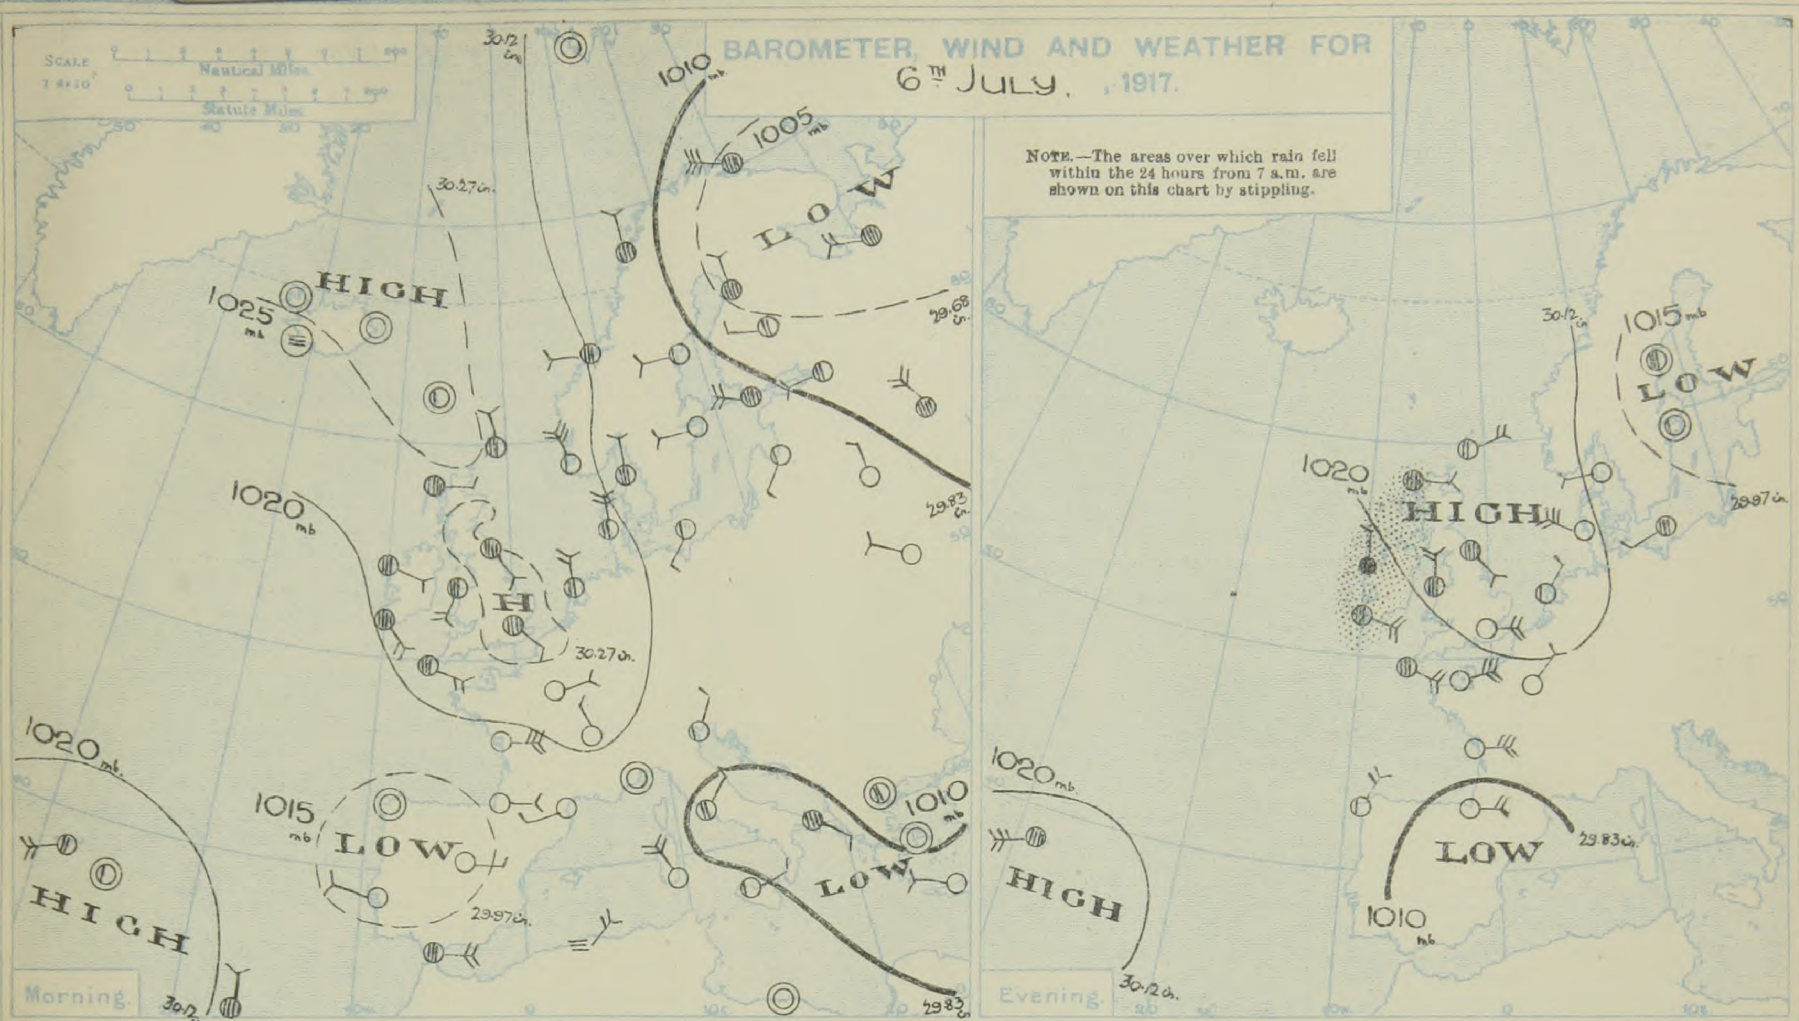 BAROMETER, WIND AND WEATHER FOR
6TH JULY, , 1917.
SCALE
Nautical Miles
Statute Miles
NOTE.—The areas over which rain fell
within the 24 hours from 7 a.m. are
shown on this chart by stippling.
30.12 in
1010 mb.
1005 mb
30.27 in.
LOW
HIGH
1025 mb
29.68 in.
1020 mb
29.83 in
H
30.27 in.
1020 mb.
1015 mb
LOW
29.97 in.
HIGH
30.12
1010 mb
LOW
29.83 in
Morning.
30.12 in
1015 mb
LOW
29.97 in
1020 mb
HIGH
1020 mb.
HIGH
30.12 in.
LOW
29.83 in.
1010 mb
Evening.